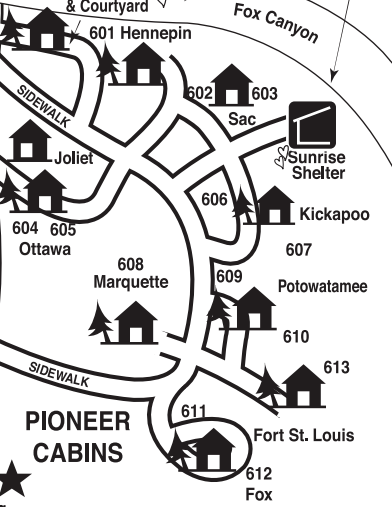 & Courtyard
Fox Canyon
601 Hennepin
602 603
Sac
SIDEWALK
Joliet
Sunrise
Shelter
606
Kickapoo
604 605
Ottawa
607
608
Marquette
609
Potowatamee
610
613
SIDEWALK
611
PIONEER
CABINS
Fort St. Louis
612
Fox